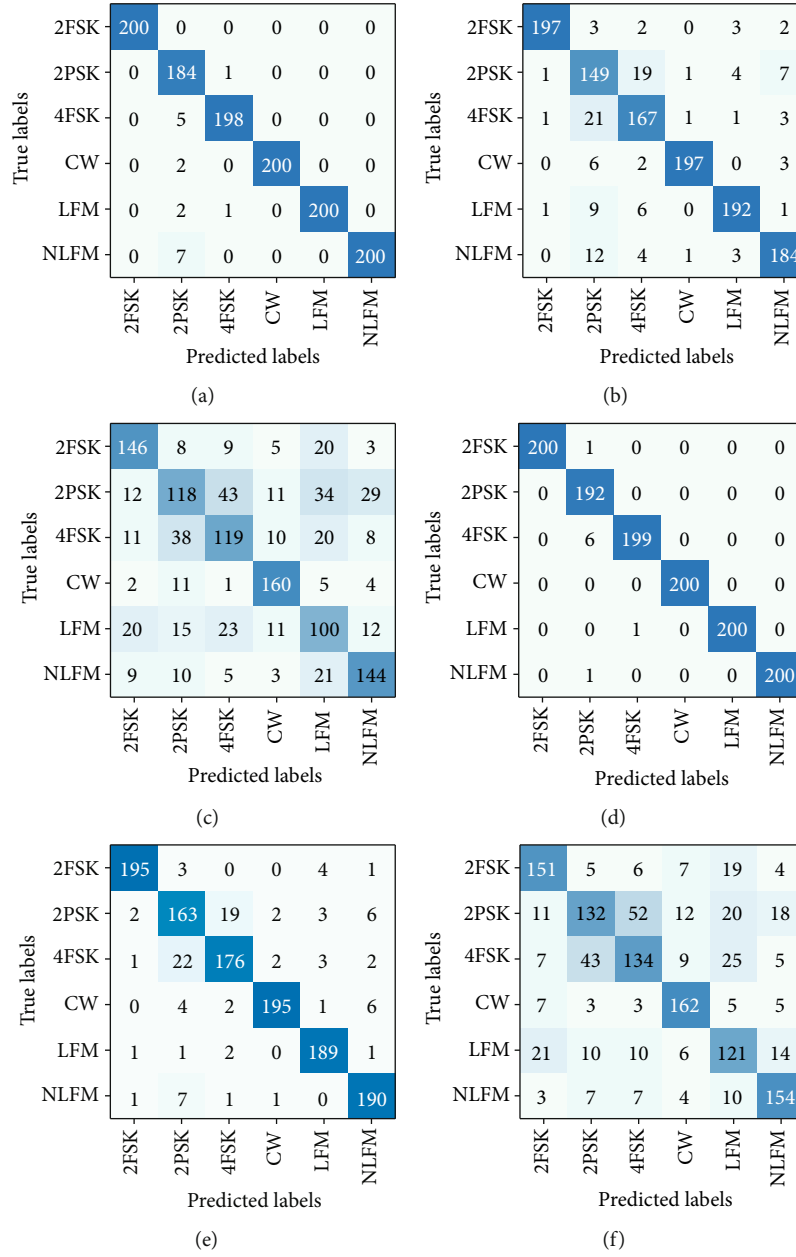 2FSK 200 0 0 0 0 0
2PSK 0 184 1 0 0 0
4FSK 0 5 198 0 0 0
CW 0 2 0 200 0 0
LFM 0 2 1 0 200 0
NLFM 0 7 0 0 0 200
True labels
2FSK 2PSK 4FSK CW LFM NLFM
Predicted labels
(a)
2FSK 197 3 2 0 3 2
2PSK 1 149 19 1 4 7
4FSK 1 21 167 1 1 3
CW 0 6 2 197 0 3
LFM 1 9 6 0 192 1
NLFM 0 12 4 1 3 184
True labels
2FSK 2PSK 4FSK CW LFM NLFM
Predicted labels
(b)
2FSK 146 8 9 5 20 3
2PSK 12 118 43 11 34 29
4FSK 11 38 119 10 20 8
CW 2 11 1 160 5 4
LFM 20 15 23 11 100 12
NLFM 9 10 5 3 21 144
True labels
2FSK 2PSK 4FSK CW LFM NLFM
Predicted labels
(c)
2FSK 200 1 0 0 0 0
2PSK 0 192 0 0 0 0
4FSK 0 6 199 0 0 0
CW 0 0 0 200 0 0
LFM 0 0 1 0 200 0
NLFM 0 1 0 0 0 200
True labels
2FSK 2PSK 4FSK CW LFM NLFM
Predicted labels
(d)
2FSK 195 3 0 0 4 1
2PSK 2 163 19 2 3 6
4FSK 1 22 176 2 3 2
CW 0 4 2 195 1 6
LFM 1 1 2 0 189 1
NLFM 1 7 1 1 0 190
True labels
2FSK 2PSK 4FSK CW LFM NLFM
Predicted labels
(e)
2FSK 151 5 6 7 19 4
2PSK 11 132 52 12 20 18
4FSK 7 43 134 9 25 5
CW 7 3 3 162 5 5
LFM 21 10 10 6 121 14
NLFM 3 7 7 4 10 154
True labels
2FSK 2PSK 4FSK CW LFM NLFM
Predicted labels
(f)